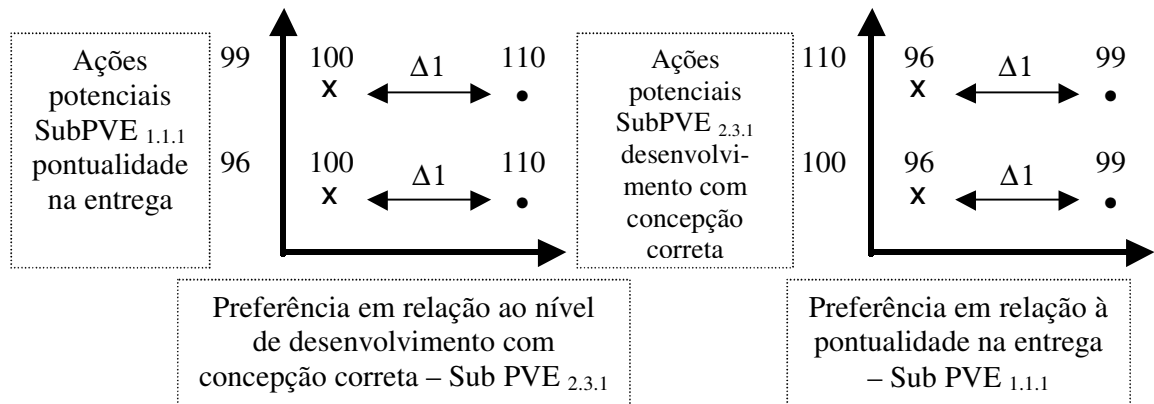 Ações
potenciais
SubPVE 1.1.1
pontualidade
na entrega
99
96
100
x
Δ1
110
•
100
x
Δ1
110
•
Preferência em relação ao nível
de desenvolvimento com
concepção correta – Sub PVE 2.3.1
Ações
potenciais
SubPVE 2.3.1
desenvolvi-
mento com
concepção
correta
110
100
96
x
Δ1
99
•
96
x
Δ1
99
•
Preferência em relação à
pontualidade na entrega
– Sub PVE 1.1.1